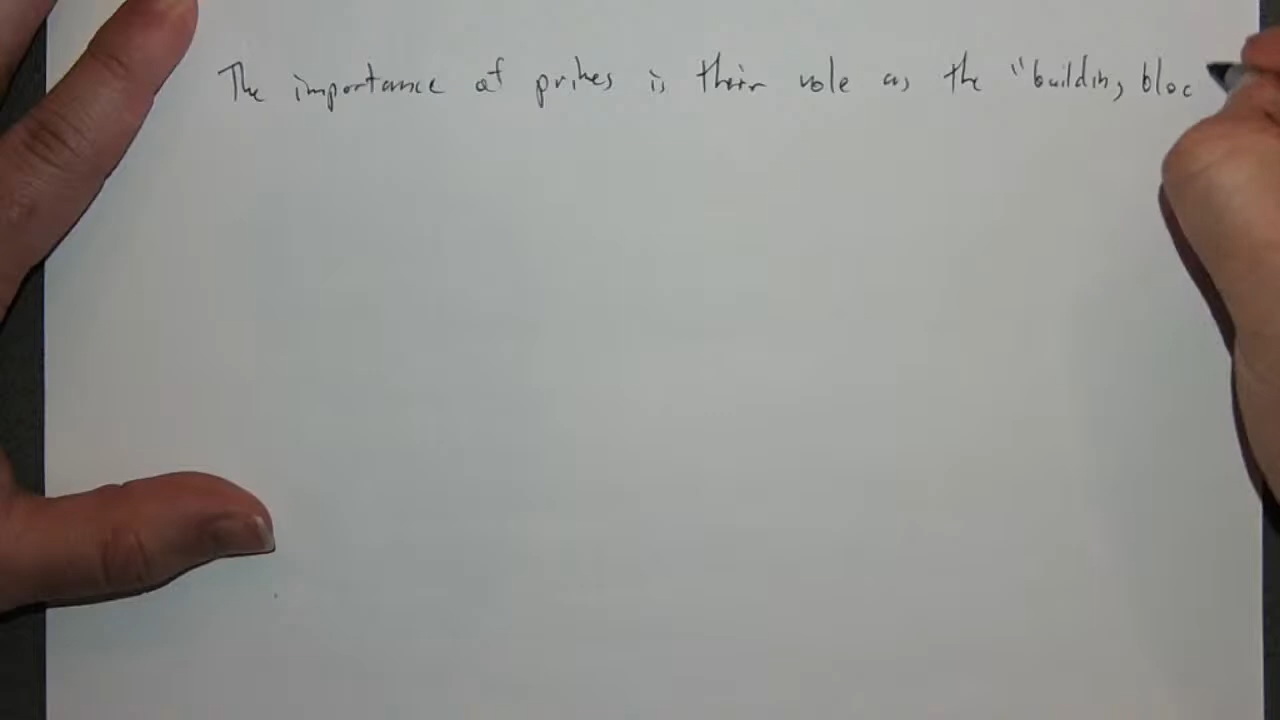 The importance of primes is their role as the "building bloc